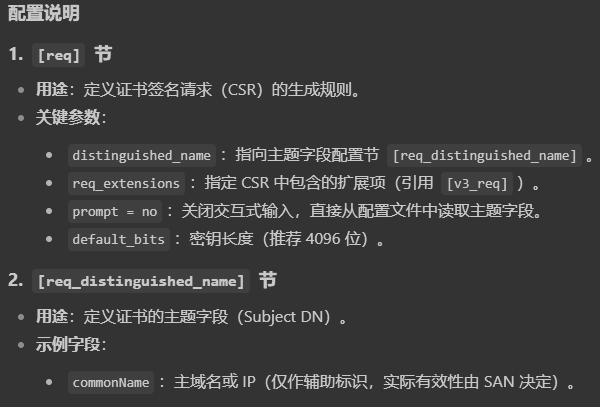 配置说明
1. [req] 节
用途：定义证书签名请求（CSR）的生成规则。
关键参数：
distinguished_name：指向主题字段配置节 [req_distinguished_name]。
req_extensions：指定 CSR 中包含的扩展项（引用 [v3_req]）。
prompt = no：关闭交互式输入，直接从配置文件中读取主题字段。
default_bits：密钥长度（推荐 4096 位）。
2. [req_distinguished_name] 节
用途：定义证书的主题字段（Subject DN）。
示例字段：
commonName：主域名或 IP（仅作辅助标识，实际有效性由 SAN 决定）。